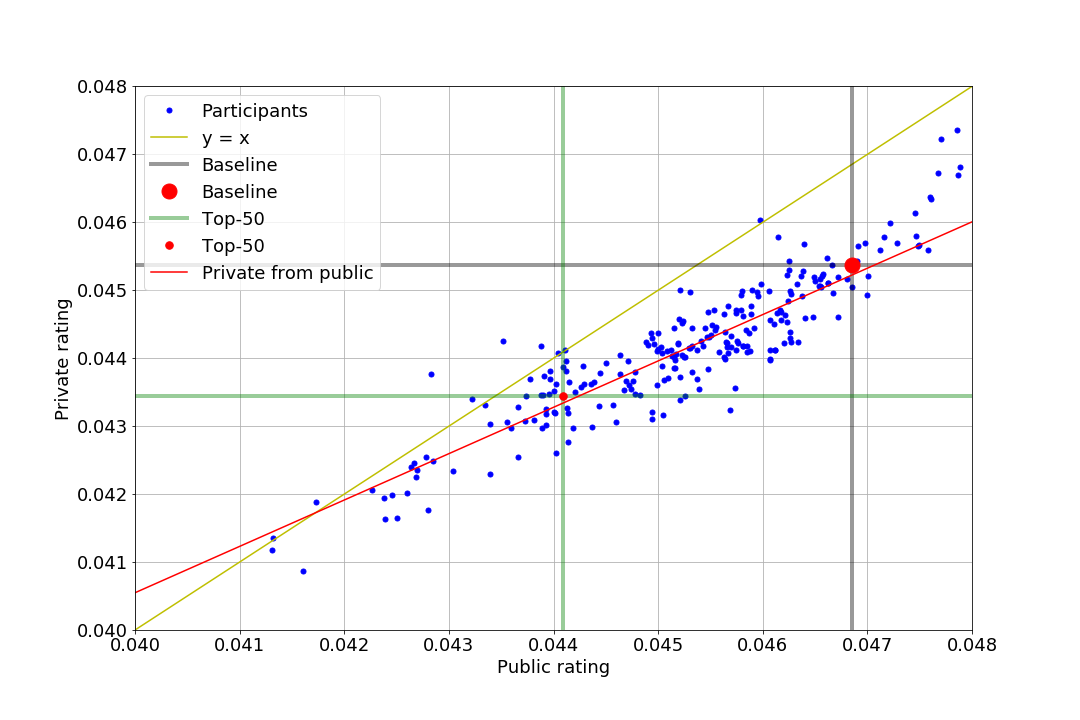 0.048
0.047
0.046
0.045
0.044
0.043
0.042
0.041
0.040
Private rating
Participants
y = x
Baseline
Baseline
Top-50
Top-50
Private from public
0.040 0.041 0.042 0.043 0.044 0.045 0.046 0.047 0.048
Public rating